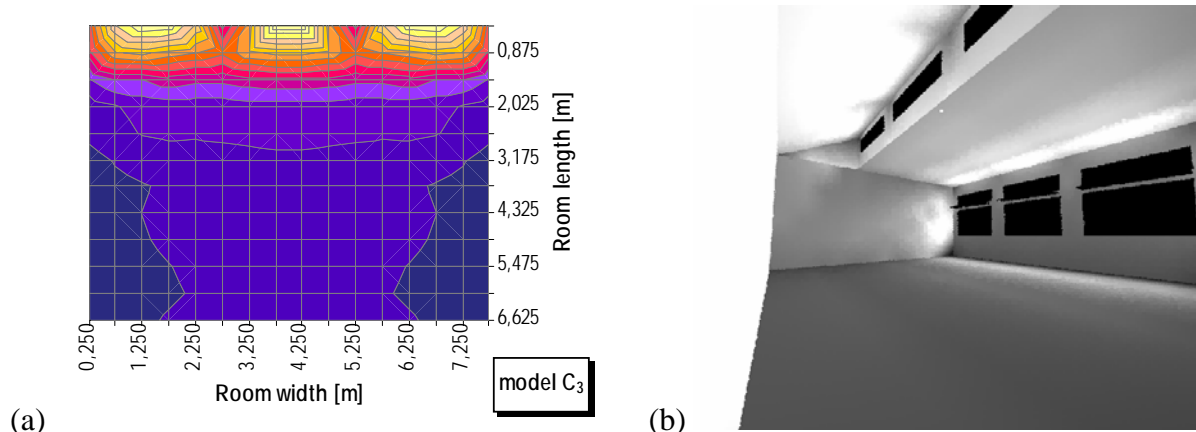 0,875
2,025
3,175
4,325
5,475
6,625
Room length [m]
0,250
1,250
2,250
3,250
4,250
5,250
6,250
7,250
Room width [m]
model C₃
(a)
(b)